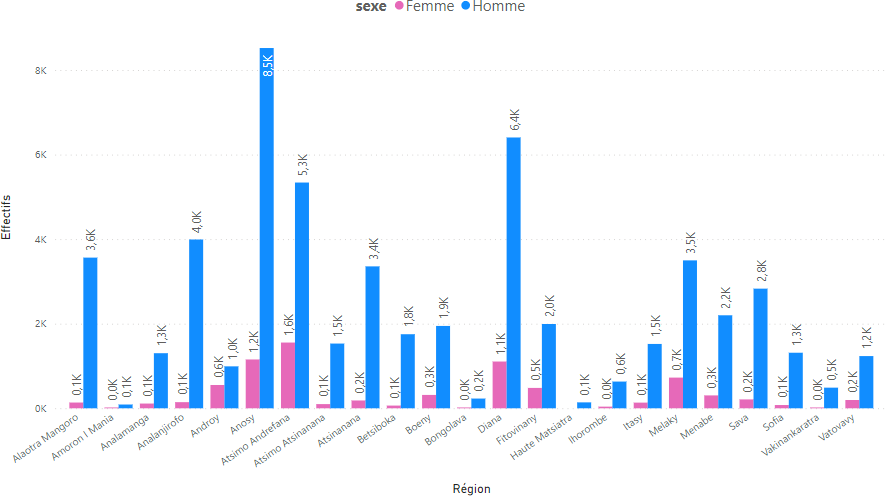 sexe Femme Homme
8K
6K
4K
2K
0K
Effectifs
0,1K 3,6K
0,0K 0,1K
0,1K 1,3K
0,1K 4,0K
0,6K 1,0K
1,2K 8,5K
1,6K 5,3K
0,1K 1,5K
0,2K 3,4K
0,1K 1,8K
0,3K 1,9K
0,0K 0,2K
1,1K 6,4K
0,5K 2,0K
0,1K
0,0K 0,6K
0,1K 1,5K
0,7K 3,5K
0,3K 2,2K
0,2K 2,8K
0,1K 1,3K
0,0K 0,5K
0,2K 1,2K
Alaotra Mangoro
Amoron I Mania
Analamanga
Analanjirofo
Androy
Anosy
Atsimo Andrefana
Atsimo Atsinanana
Atsinanana
Betsiboka
Boeny
Bongolava
Diana
Fitovinany
Haute Matsiatra
Ihorombe
Itasy
Melaky
Menabe
Sava
Sofia
Vakinankaratra
Vatovavy
Région